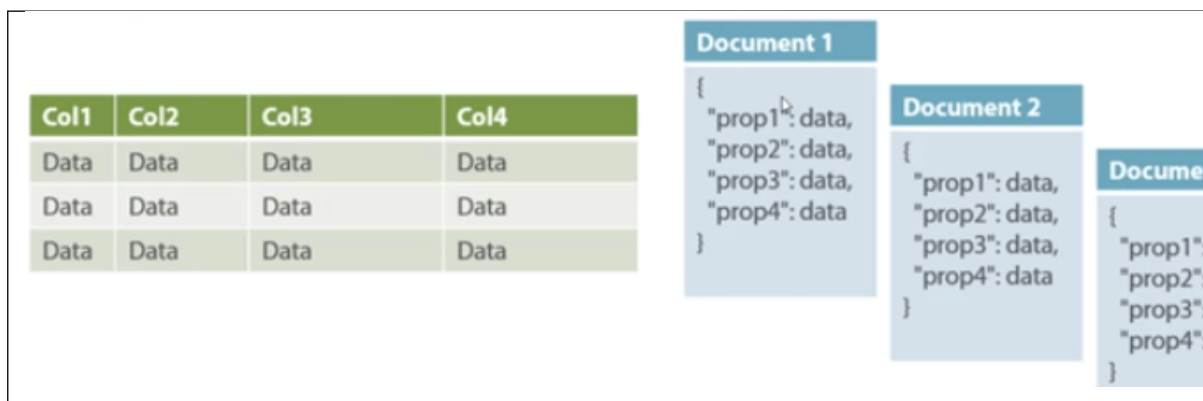 Col1 Col2 Col3 Col4
Data Data Data Data
Data Data Data Data
Data Data Data Data
Document 1
{
"prop1": data,
"prop2": data,
"prop3": data,
"prop4": data
}
Document 2
{
"prop1": data,
"prop2": data,
"prop3": data,
"prop4": data
}
Docume
{
"prop1":
"prop2":
"prop3":
"prop4":
}